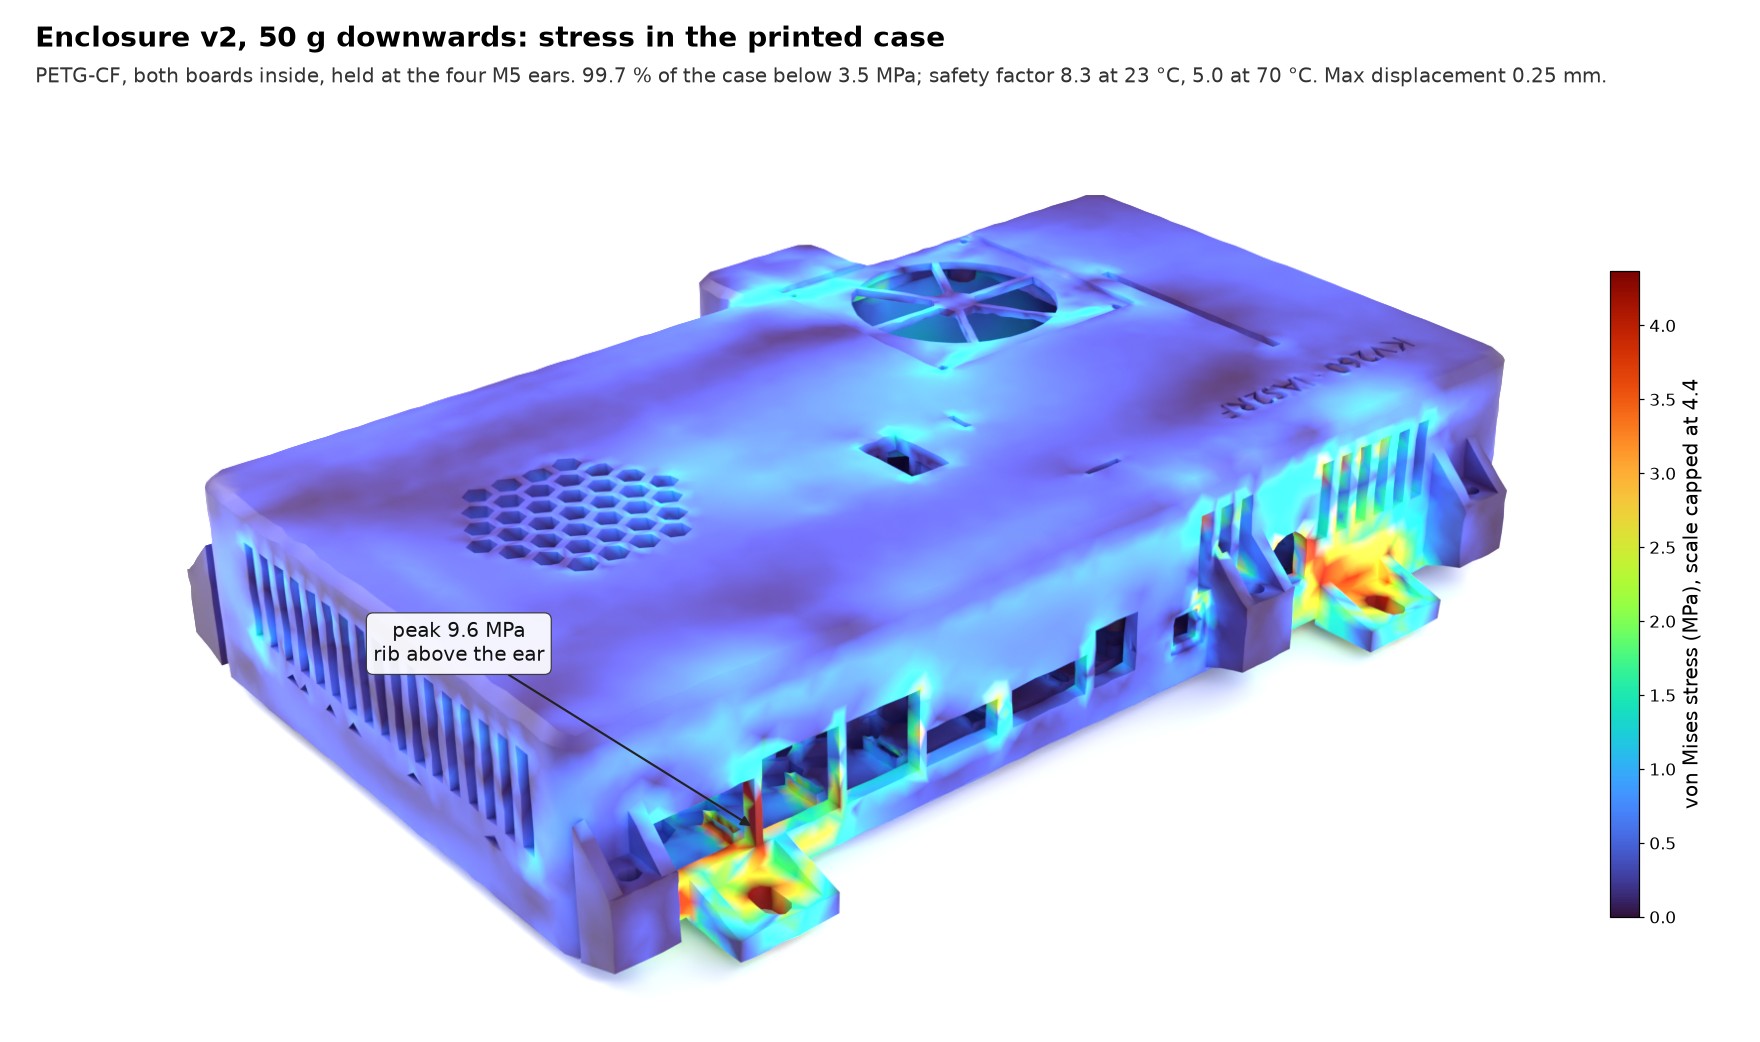 Enclosure v2, 50 g downwards: stress in the printed case
PETG-CF, both boards inside, held at the four M5 ears. 99.7 % of the case below 3.5 MPa; safety factor 8.3 at 23 °C, 5.0 at 70 °C. Max displacement 0.25 mm.
peak 9.6 MPa
rib above the ear
4.0
3.5
3.0
2.5
2.0
1.5
1.0
0.5
0.0
von Mises stress (MPa), scale capped at 4.4